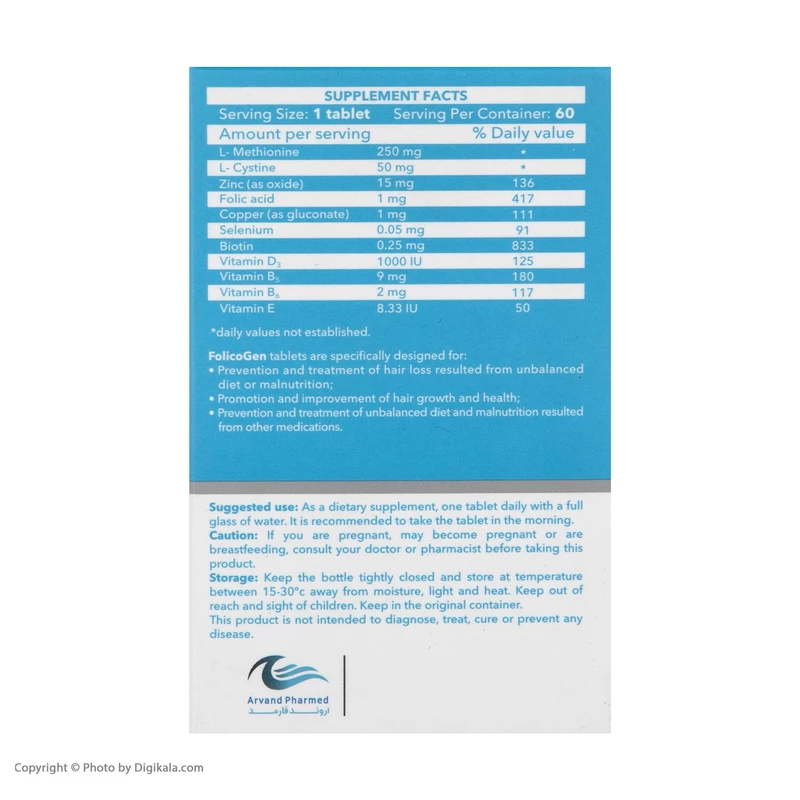 SUPPLEMENT FACTS
Serving Size: 1 tablet Serving Per Container: 60
Amount per serving % Daily value
L- Methionine 250 mg *
L- Cystine 50 mg *
Zinc (as oxide) 15 mg 136
Folic acid 1 mg 417
Copper (as gluconate) 1 mg 111
Selenium 0.05 mg 91
Biotin 0.25 mg 833
Vitamin D₃ 1000 IU 125
Vitamin B₅ 9 mg 180
Vitamin B₆ 2 mg 117
Vitamin E 8.33 IU 50
*daily values not established.
FolicoGen tablets are specifically designed for:
• Prevention and treatment of hair loss resulted from unbalanced
diet or malnutrition;
• Promotion and improvement of hair growth and health;
• Prevention and treatment of unbalanced diet and malnutrition resulted
from other medications.
Suggested use: As a dietary supplement, one tablet daily with a full
glass of water. It is recommended to take the tablet in the morning.
Caution: If you are pregnant, may become pregnant or are
breastfeeding, consult your doctor or pharmacist before taking this
product.
Storage: Keep the bottle tightly closed and store at temperature
between 15-30°c away from moisture, light and heat. Keep out of
reach and sight of children. Keep in the original container.
This product is not intended to diagnose, treat, cure or prevent any
disease.
Arvand Pharmed
اروند فارمد
Copyright © Photo by Digikala.com